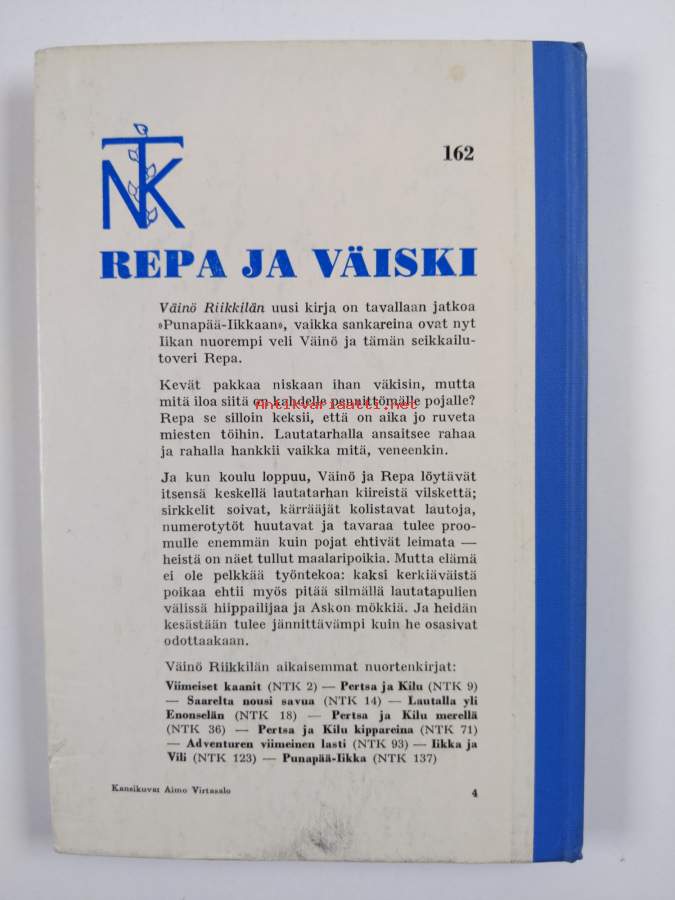 NTK
162
REPA JA VÄISKI
Väinö Riikkilän uusi kirja on tavallaan jatkoa
»Punapää-Iikkaan», vaikka sankareina ovat nyt
Iikan nuorempi veli Väinö ja tämän seikkailu-
toveri Repa.
Kevät pakkaa niskaan ihan väkisin, mutta
mitä iloa siitä on kahdelle pennittömälle pojalle?
Antikvariaatti.net
Repa se silloin keksii, että on aika jo ruveta
miesten töihin. Lautatarhalla ansaitsee rahaa
ja rahalla hankkii vaikka mitä, veneenkin.
Ja kun koulu loppuu, Väinö ja Repa löytävät
itsensä keskellä lautatarhan kiireistä vilskettä;
sirkkelit soivat, kärrääjät kolistavat lautoja,
numerotytöt huutavat ja tavaraa tulee proo-
mulle enemmän kuin pojat ehtivät leimata —
heistä on näet tullut maalaripoikia. Mutta elämä
ei ole pelkkää työntekoa: kaksi kerkiäväistä
poikaa ehtii myös pitää silmällä lautatapulien
välissä hiippailijaa ja Askon mökkiä. Ja heidän
kesästään tulee jännittävämpi kuin he osasivat
odottaakaan.
Väinö Riikkilän aikaisemmat nuortenkirjat:
Viimeiset kaanit (NTK 2) — Pertsa ja Kilu (NTK 9)
— Saarelta nousi savua (NTK 14) — Lautalla yli
Enonselän (NTK 18) — Pertsa ja Kilu merellä
(NTK 36) — Pertsa ja Kilu kippareina (NTK 71)
— Adventuren viimeinen lasti (NTK 93) — Iikka ja
Vili (NTK 123) — Punapää-Iikka (NTK 137)
Kansikuva: Aimo Virtasalo
4